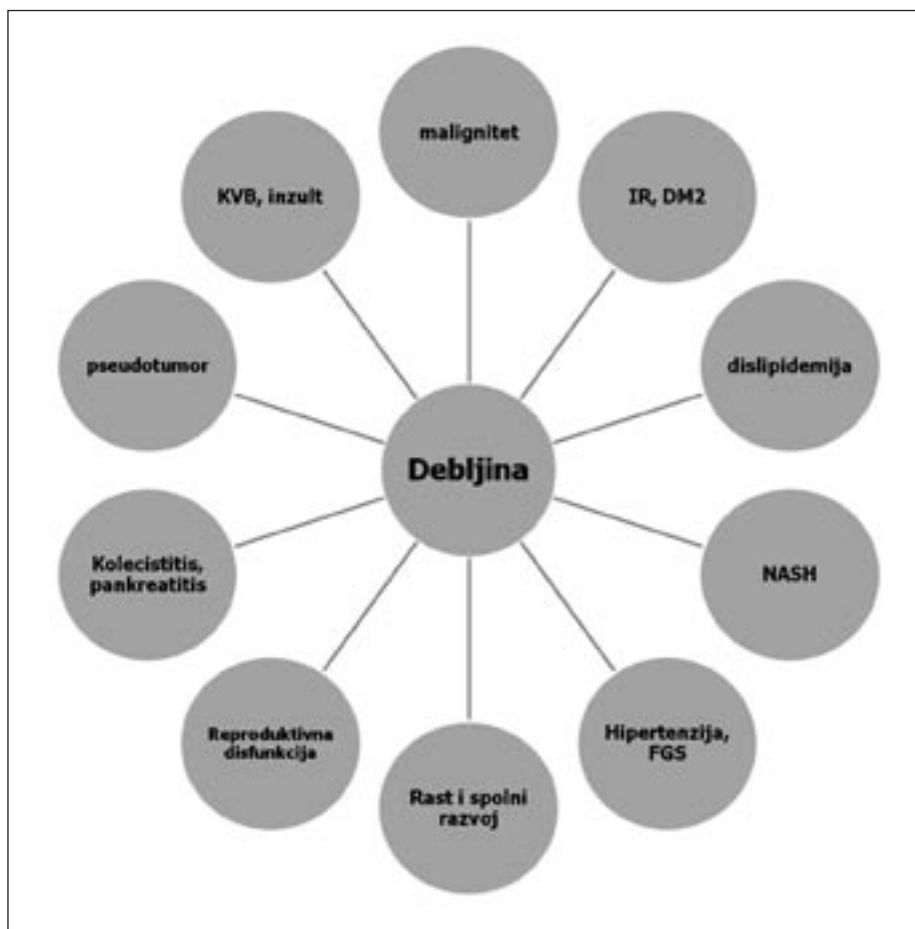 malignitet
IR, DM2
dislipidemija
NASH
Hipertenzija,
FGS
Rast i spolni
razvoj
Reproduktivna
disfunkcija
Kolecistitis,
pankreatitis
pseudotumor
KVB, inzult
Debljina